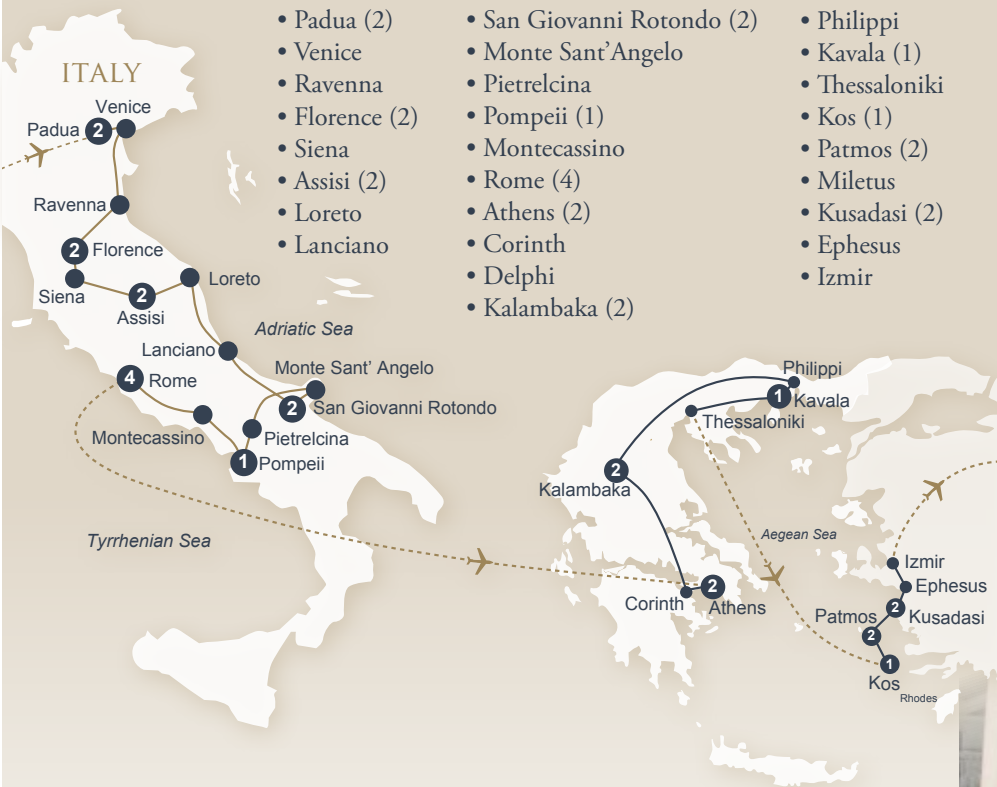 • Padua (2)
• Venice
• Ravenna
• Florence (2)
• Siena
• Assisi (2)
• Loreto
• Lanciano
• San Giovanni Rotondo (2)
• Monte Sant’Angelo
• Pietrelcina
• Pompeii (1)
• Montecassino
• Rome (4)
• Athens (2)
• Corinth
• Delphi
• Kalambaka (2)
• Philippi
• Kavala (1)
• Thessaloniki
• Kos (1)
• Patmos (2)
• Miletus
• Kusadasi (2)
• Ephesus
• Izmir
ITALY
Venice
Padua 2
Ravenna
2 Florence
Siena
2
Assisi
Loreto
Adriatic Sea
Lanciano
Monte Sant’ Angelo
4 Rome
2 San Giovanni Rotondo
Montecassino
Pietrelcina
1 Pompeii
Tyrrhenian Sea
Philippi
1 Kavala
Thessaloniki
2
Kalambaka
Aegean Sea
Izmir
Ephesus
2
Corinth
Athens
2 Kusadasi
Patmos
2
1
Kos
Rhodes